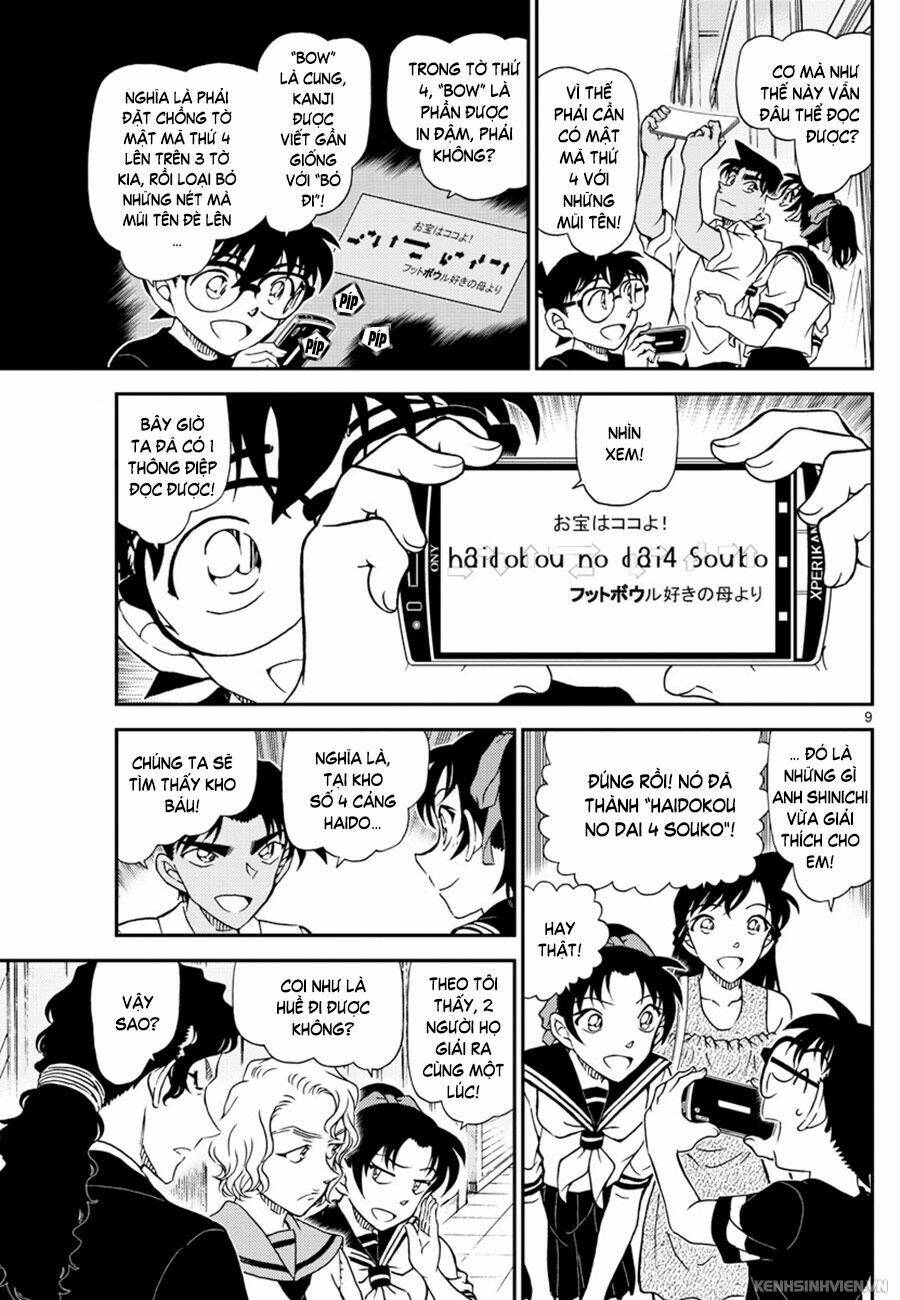 CƠ MÀ NHƯ
THẾ NÀY VẪN
ĐÂU THỂ ĐỌC
ĐƯỢC?
VÌ THẾ
PHẢI CẦN
CÓ MẬT
MÃ THỨ
4 VỚI
NHỮNG
MŨI TÊN!
TRONG TỜ THỨ
4, “BOW” LÀ
PHẦN ĐƯỢC
IN ĐẬM, PHẢI
KHÔNG?
“BOW”
LÀ CUNG,
KANJI
ĐƯỢC
VIẾT GẦN
GIỐNG
VỚI “BỎ
ĐI”!
NGHĨA LÀ PHẢI
ĐẶT CHỒNG TỜ
MẬT MÃ THỨ 4
LÊN TRÊN 3 TỜ
KIA, RỒI LOẠI BỎ
NHỮNG NÉT MÀ
MŨI TÊN ĐÈ LÊN
...
お宝はココよ！
フットボウル好きの母より
PÍP
PÍP
PÍP
NHÌN
XEM!
BÂY GIỜ
TA ĐÃ CÓ 1
THÔNG ĐIỆP
ĐỌC ĐƯỢC!
お宝はココよ！
haidokou no dai4 souko
フットボウル好きの母より
ONY
XPERIKAN
9
... ĐÓ LÀ
NHỮNG GÌ
ANH SHINICHI
VỪA GIẢI
THÍCH CHO
EM!
ĐÚNG RỒI! NÓ ĐÃ
THÀNH “HAIDOKOU
NO DAI 4 SOUKO"!
HAY
THẬT!
NGHĨA LÀ,
TẠI KHO
SỐ 4 CẢNG
HAIDO...
CHÚNG TA SẼ
TÌM THẤY KHO
BÁU!
THEO TÔI
THẤY, 2
NGƯỜI HỌ
GIẢI RA
CÙNG MỘT
LÚC!
COI NHƯ LÀ
HUỀ ĐI ĐƯỢC
KHÔNG?
VẬY
SAO?
KENHSINHVIEN.VN